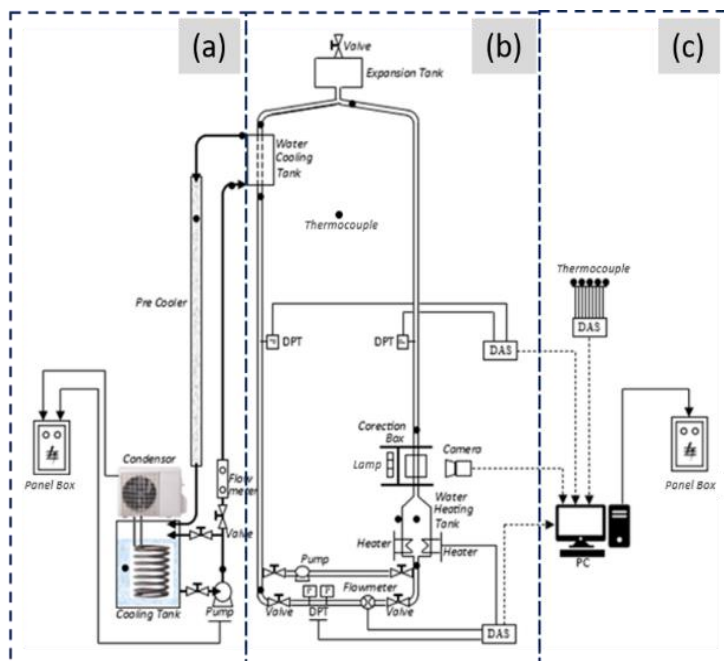 (a)
(b)
(c)
Valve
Expansion Tank
Water
Cooling
Tank
Thermocouple
Thermocouple
DAS
Pre Cooler
DPT
DPT
DAS
Condensor
Panel Box
Flow
meter
Valve
Cooling Tank
Pump
Corection
Box
Lamp
Camera
Water
Heating
Tank
Heater
Heater
Pump
Flowmeter
Valve
DPT
Valve
P
P
DAS
PC
Panel Box